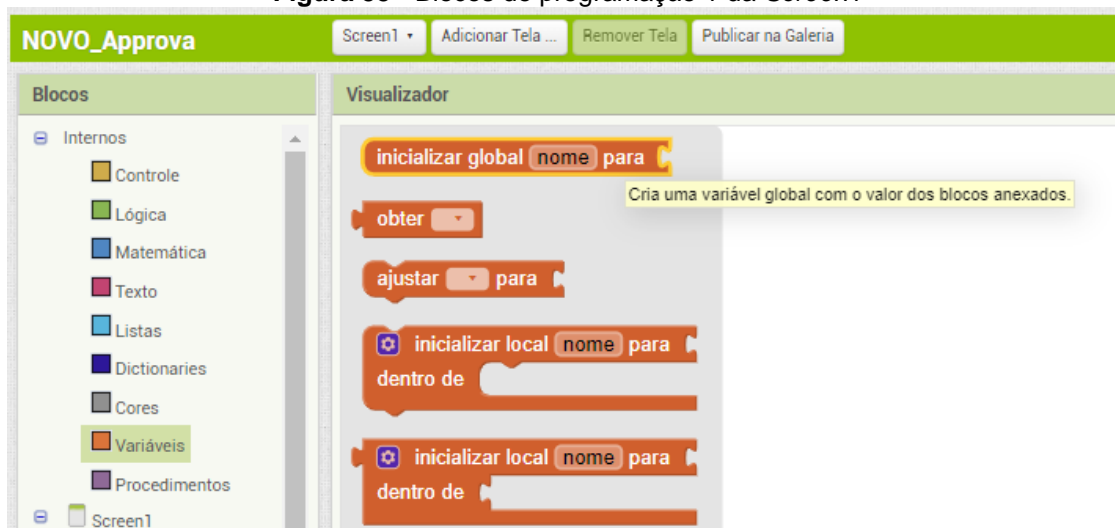 NOVO_Approva
Screen1 Adicionar Tela ... Remover Tela Publicar na Galeria
Blocos
Internos
Controle
Lógica
Matemática
Texto
Listas
Dictionaries
Cores
Variáveis
Procedimentos
Screen1
Visualizador
inicializar global nome para
Cria uma variável global com o valor dos blocos anexados.
obter
ajustar para
inicializar local nome para
dentro de
inicializar local nome para
dentro de